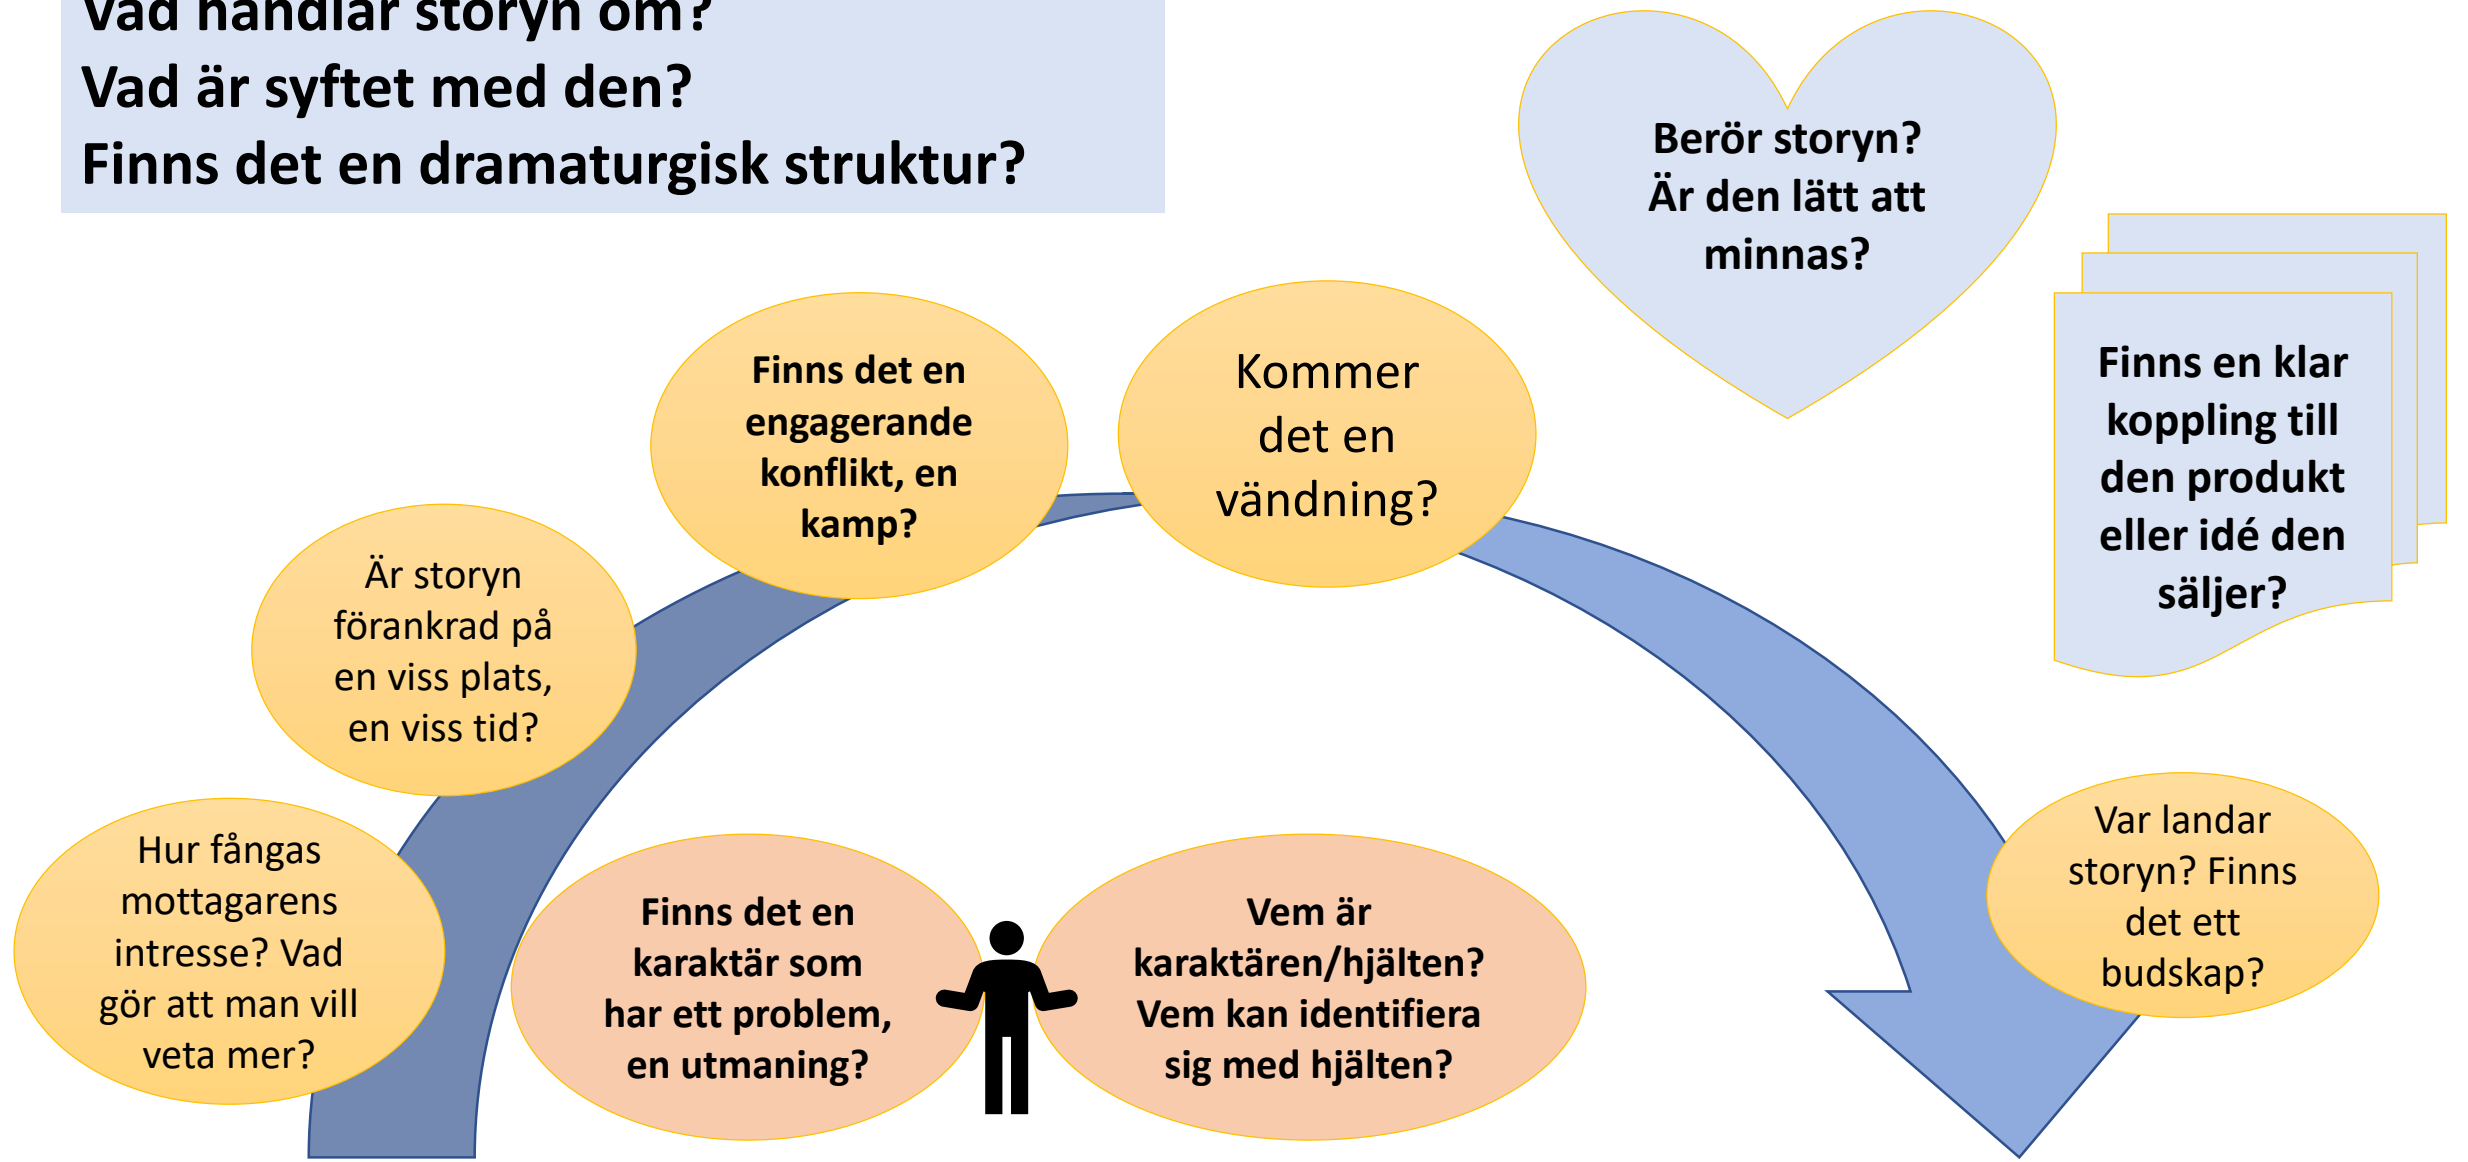 Vad handlar storyn om?
Vad är syftet med den?
Finns det en dramaturgisk struktur?
Berör storyn?
Är den lätt att
minnas?
Finns en klar
koppling till
den produkt
eller idé den
säljer?
Finns det en
engagerande
konflikt, en
kamp?
Kommer
det en
vändning?
Är storyn
förankrad på
en viss plats,
en viss tid?
Hur fångas
mottagarens
intresse? Vad
gör att man vill
veta mer?
Finns det en
karaktär som
har ett problem,
en utmaning?
Vem är
karaktären/hjälten?
Vem kan identifiera
sig med hjälten?
Var landar
storyn? Finns
det ett
budskap?